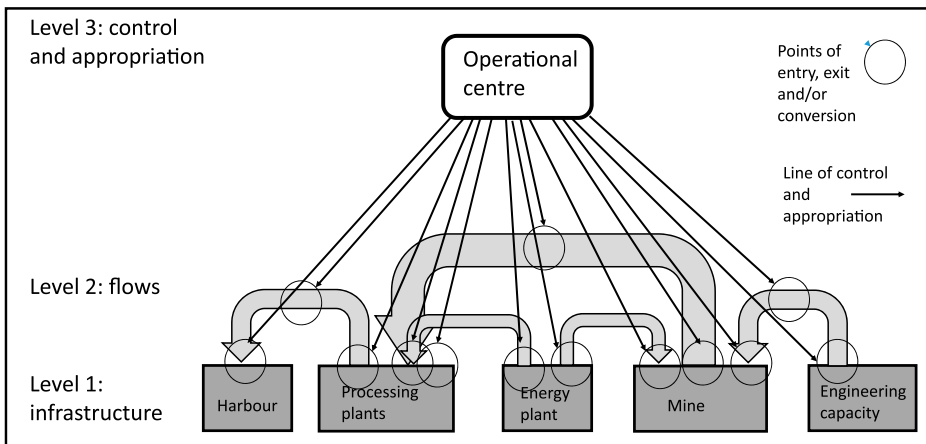 Level 3: control
and appropriation
Operational
centre
Points of
entry, exit
and/or
conversion
Line of control
and
appropriation
Level 2: flows
Level 1:
infrastructure
Harbour
Processing
plants
Energy
plant
Mine
Engineering
capacity